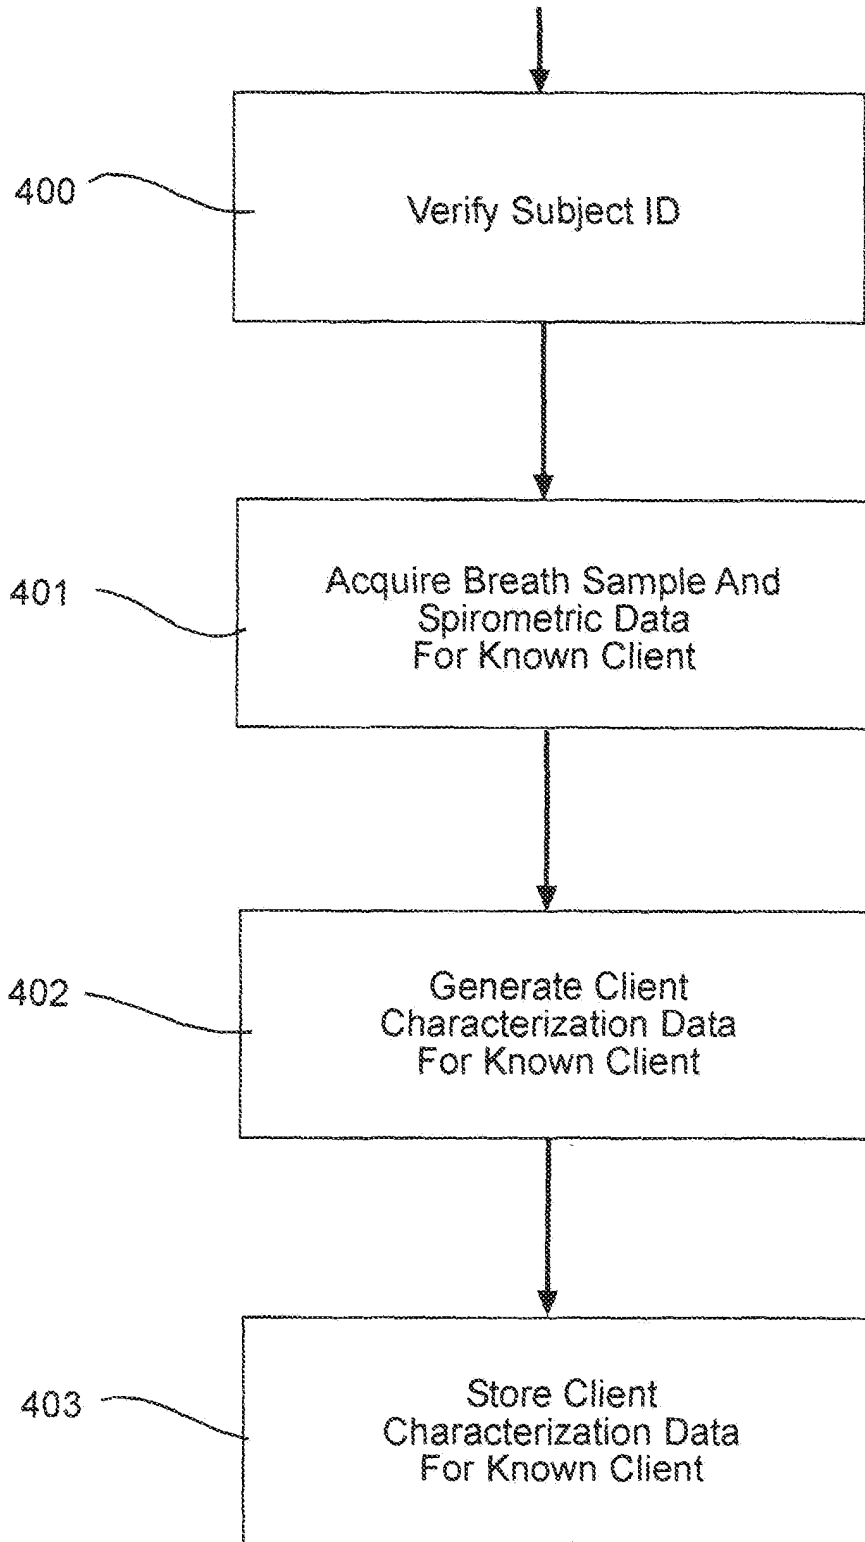 400
Verify Subject ID
401
Acquire Breath Sample And
Spirometric Data
For Known Client
402
Generate Client
Characterization Data
For Known Client
403
Store Client
Characterization Data
For Known Client